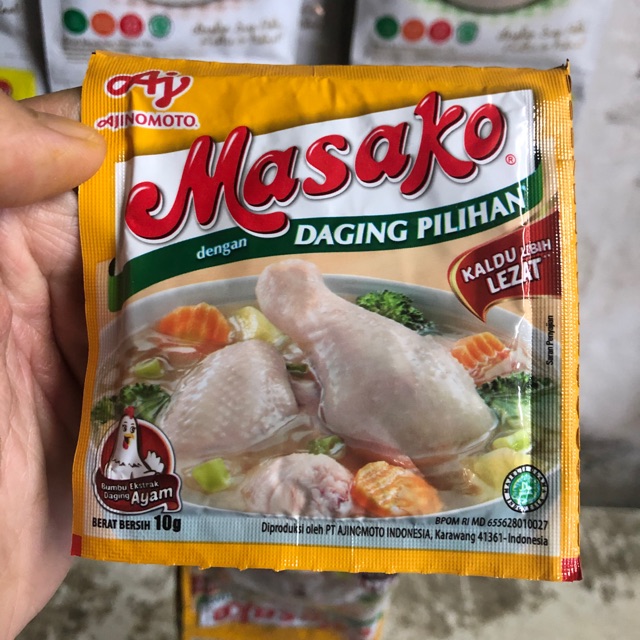 AJINOMOTO
Masako®
dengan DAGING PILIHAN
KALDU LEBIH
LEZAT
Saran Penyajian
Bumbu Ekstrak
Daging Ayam
BERAT BERSIH 10g
BPOM RI MD 655628010027
Diproduksi oleh PT AJINOMOTO INDONESIA, Karawang 41361- Indonesia